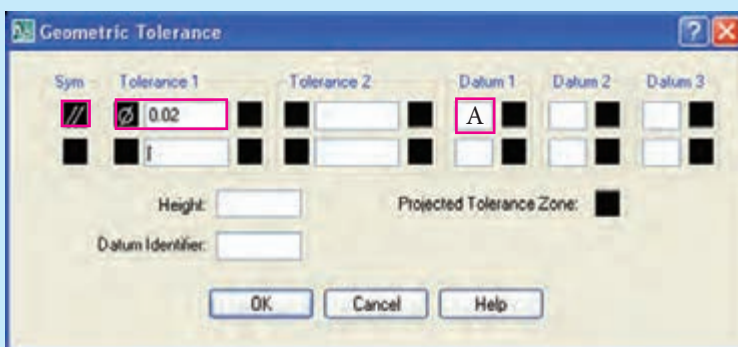 Geometric Tolerance
Sym Tolerance 1 Tolerance 2 Datum 1 Datum 2 Datum 3
// Ø 0.02 A
Height:
Projected Tolerance Zone:
Datum Identifier:
OK Cancel Help